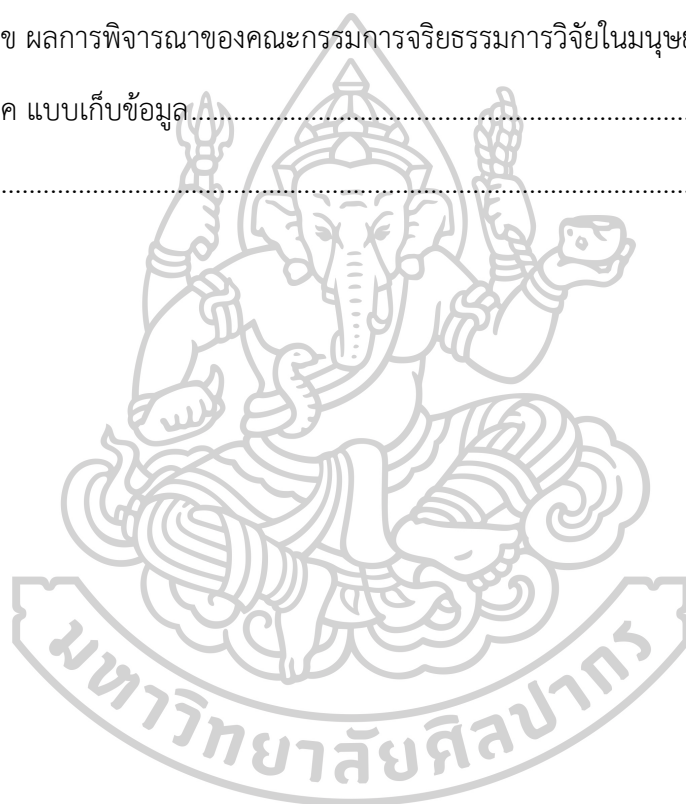 ข ผลการพิจารณาของคณะกรรมการจริยธรรมการวิจัยในมนุษย
ค แบบเก็บข้อมูล........................................................................................
....................................................................................................................
มหาวิทยาลัยศิลปากร